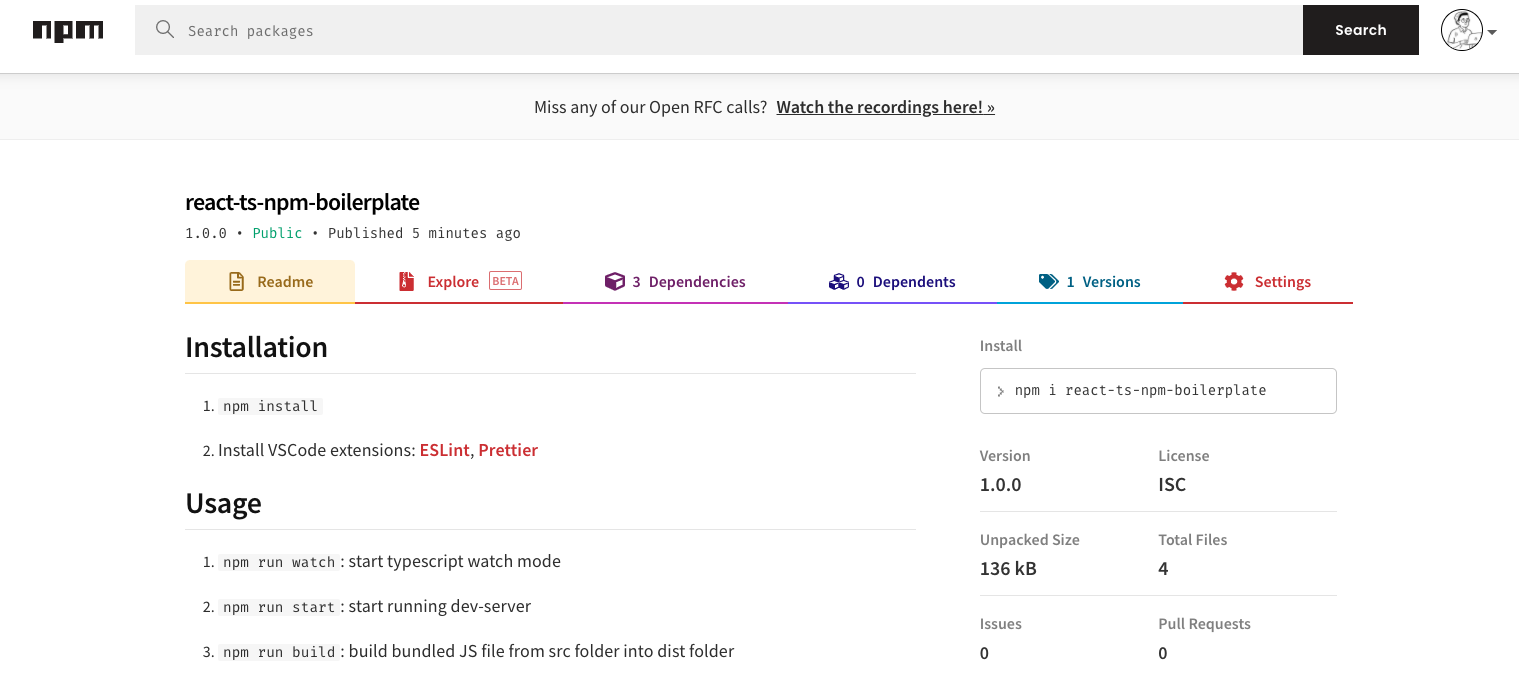 npm
Search packages
Search
Miss any of our Open RFC calls? Watch the recordings here! »
react-ts-npm-boilerplate
1.0.0 • Public • Published 5 minutes ago
Readme
Explore BETA
3 Dependencies
0 Dependents
1 Versions
Settings
Installation
1. npm install
2. Install VSCode extensions: ESLint, Prettier
Usage
1. npm run watch : start typescript watch mode
2. npm run start : start running dev-server
3. npm run build : build bundled JS file from src folder into dist folder
Install
> npm i react-ts-npm-boilerplate
Version
1.0.0
License
ISC
Unpacked Size
136 kB
Total Files
4
Issues
0
Pull Requests
0